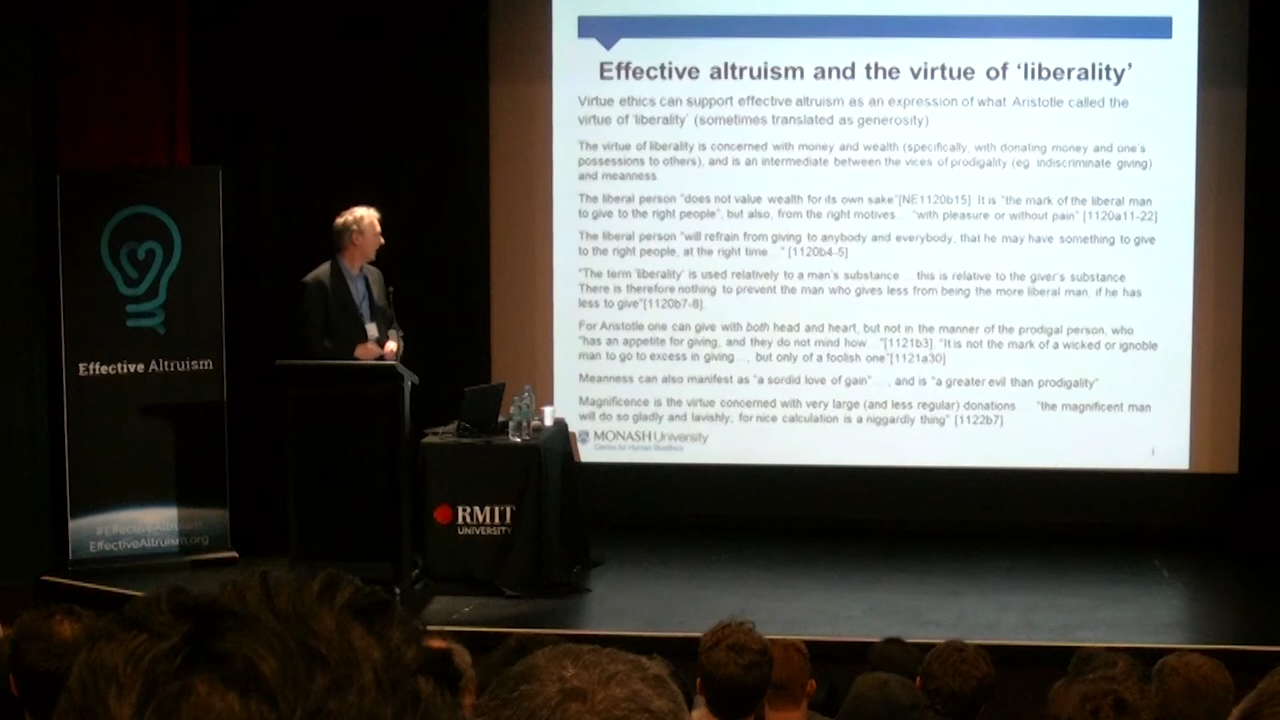 Effective altruism and the virtue of ‘liberality’
Virtue ethics can support effective altruism as an expression of what Aristotle called the
virtue of ‘liberality’ (sometimes translated as generosity)
The virtue of liberality is concerned with money and wealth (specifically, with donating money and one’s
possessions to others), and is an intermediate between the vices of prodigality (eg. indiscriminate giving)
and meanness.
The liberal person “does not value wealth for its own sake”[NE1120b15]. It is “the mark of the liberal man
to give to the right people”, but also, from the right motives... “with pleasure or without pain” [1120a11-22]
The liberal person “will refrain from giving to anybody and everybody, that he may have something to give
to the right people, at the right time...” [1120b4-5]
“The term ‘liberality’ is used relatively to a man’s substance ... this is relative to the giver’s substance.
There is therefore nothing to prevent the man who gives less from being the more liberal man, if he has
less to give”[1120b7-8].
For Aristotle one can give with both head and heart, but not in the manner of the prodigal person, who
“has an appetite for giving, and they do not mind how ...”[1121b3]. “It is not the mark of a wicked or ignoble
man to go to excess in giving ..., but only of a foolish one”[1121a30]
Meanness can also manifest as “a sordid love of gain” ..., and is “a greater evil than prodigality”
Magnificence is the virtue concerned with very large (and less regular) donations ... “the magnificent man
will do so gladly and lavishly, for nice calculation is a niggardly thing” [1122b7]
MONASH University
Centre for Human Bioethics
1
Effective Altruism
#EffectiveAltruism
EffectiveAltruism.org
RMIT
UNIVERSITY